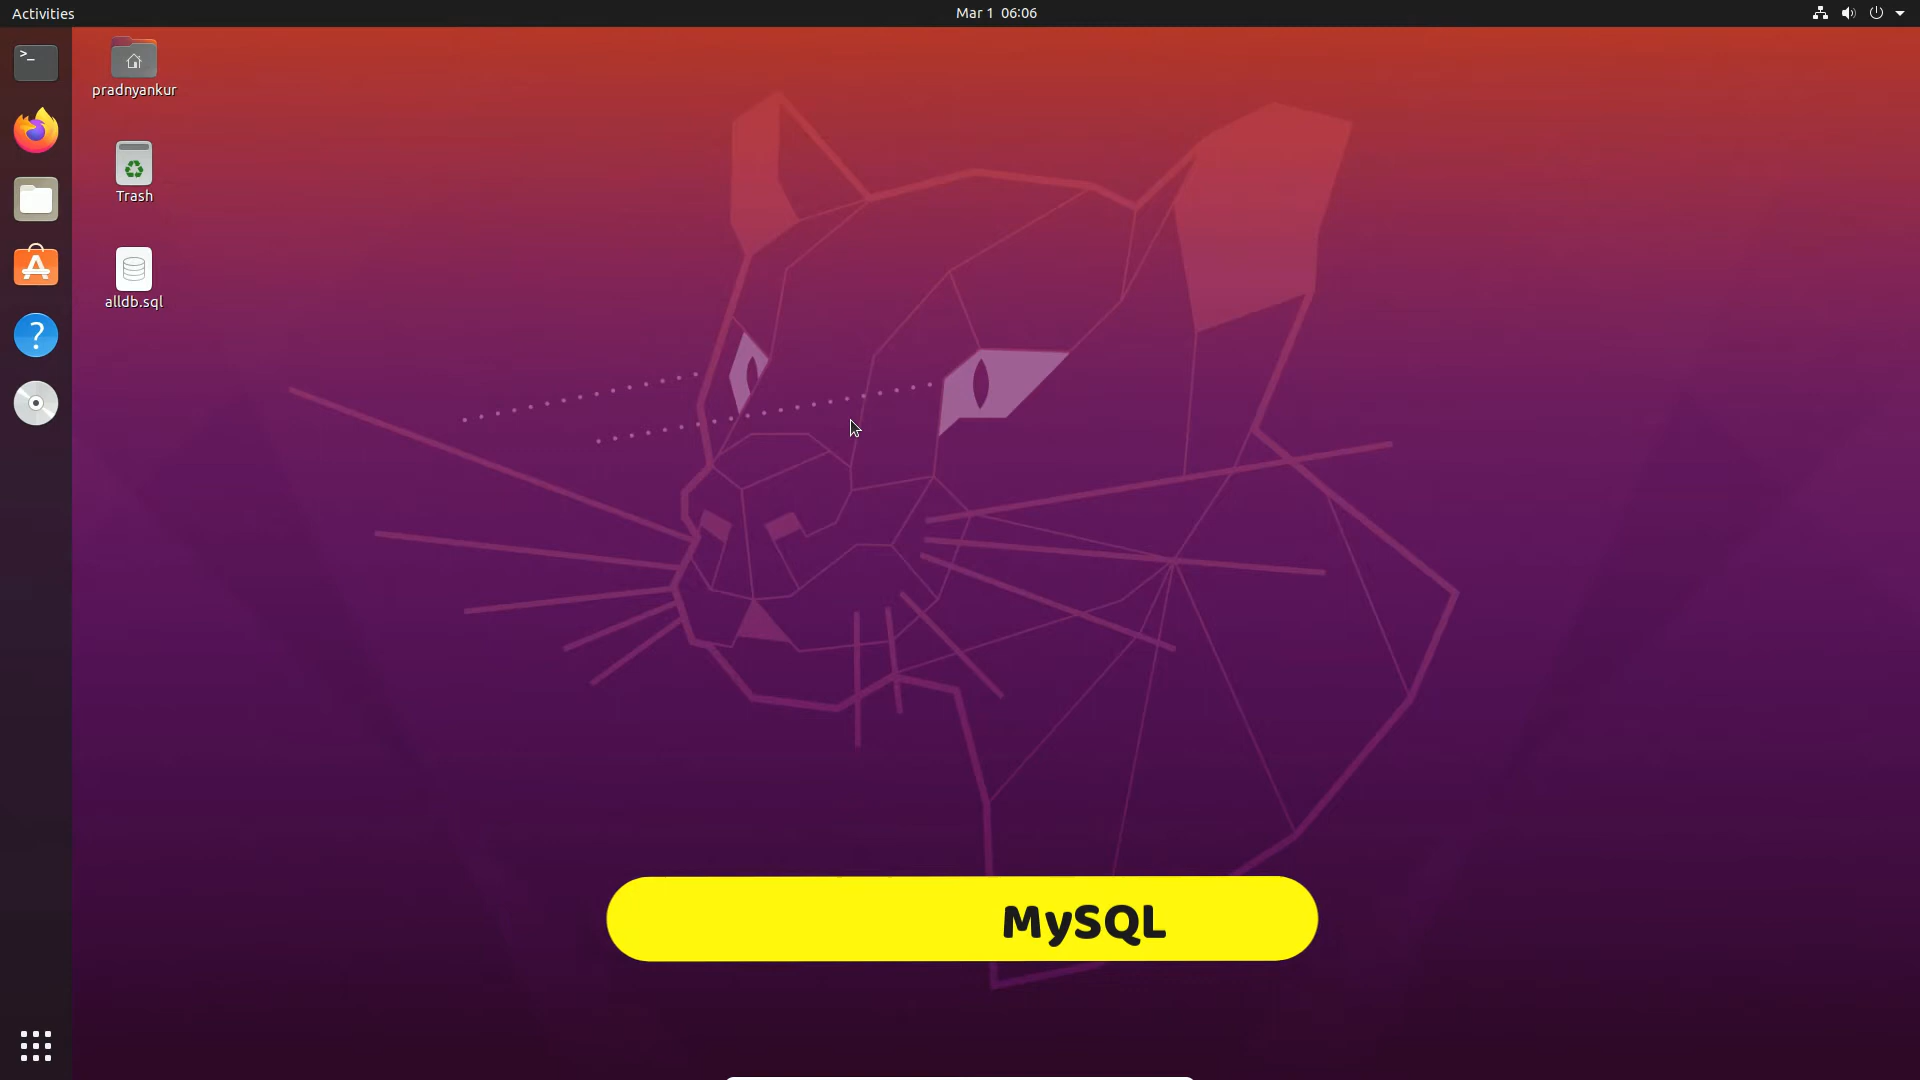 Activities
Mar 1 06:06
pradnyankur
Trash
alldb.sql
MySQL